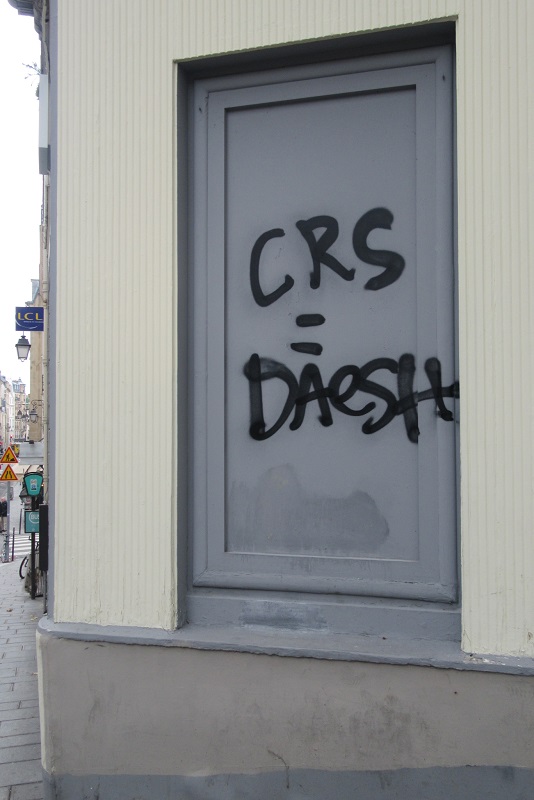 LCL
CRS
=
DAeSH